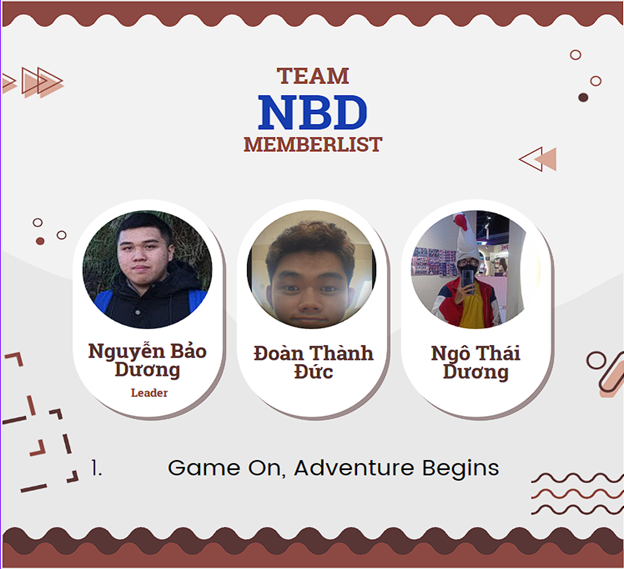 TEAM
NBD
MEMBERLIST
Nguyễn Bảo
Dương
Leader
Đoàn Thành
Đức
Ngô Thái
Dương
1. Game On, Adventure Begins